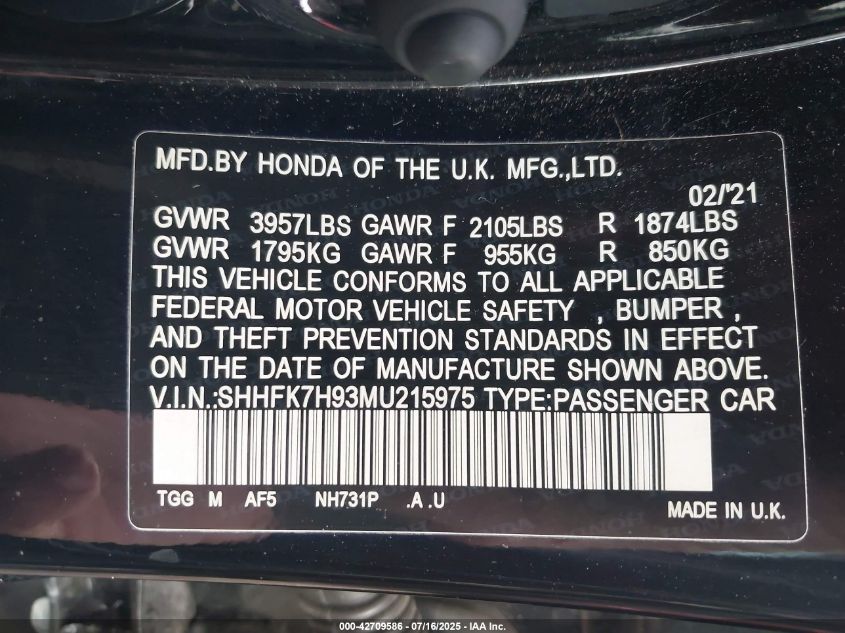 MFD.BY HONDA OF THE U.K. MFG.,LTD.
02/'21
GVWR 3957LBS GAWR F 2105LBS R 1874LBS
GVWR 1795KG GAWR F 955KG R 850KG
THIS VEHICLE CONFORMS TO ALL APPLICABLE
FEDERAL MOTOR VEHICLE SAFETY , BUMPER ,
AND THEFT PREVENTION STANDARDS IN EFFECT
ON THE DATE OF MANUFACTURE SHOWN ABOVE.
V.I.N.:SHHFK7H93MU215975 TYPE:PASSENGER CAR
TGG M AF5 NH731P .A .U
MADE IN U.K.
000-42709586 - 07/16/2025 - IAA Inc.